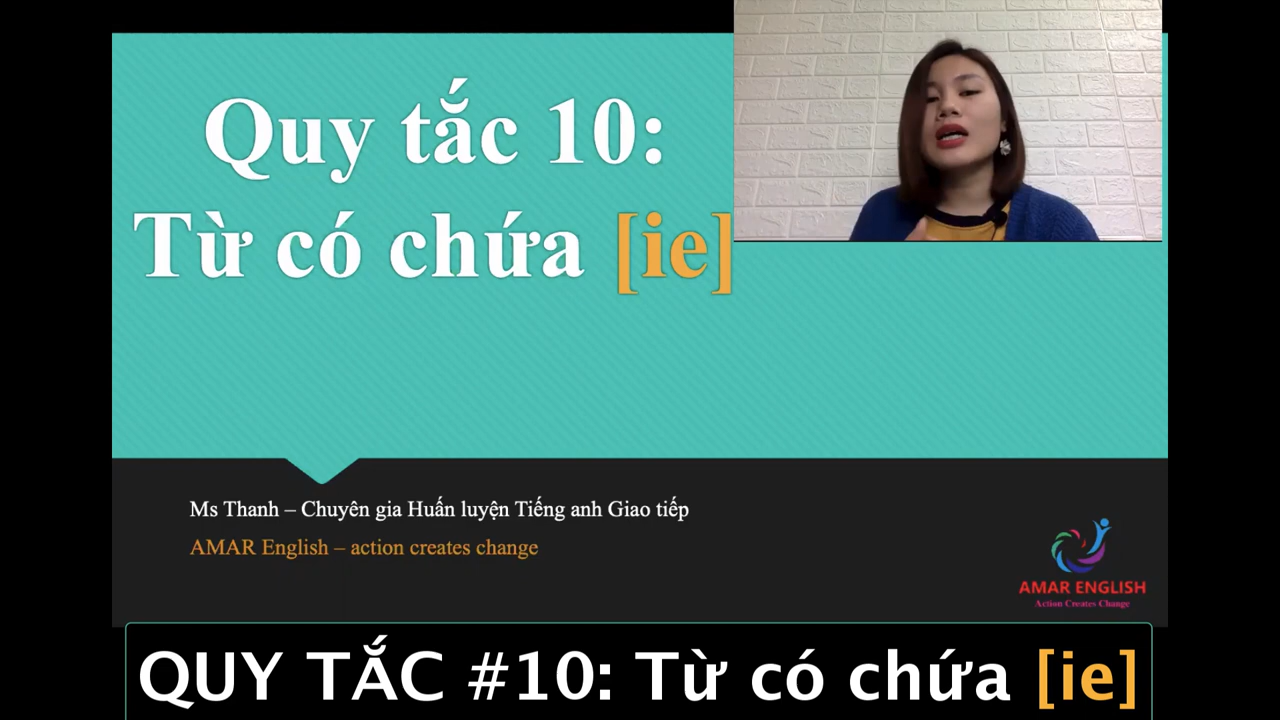 Quy tắc 10:
Từ có chứa [ie]
Ms Thanh – Chuyên gia Huấn luyện Tiếng anh Giao tiếp
AMAR English – action creates change
AMAR ENGLISH
Action Creates Change
QUY TẮC #10: Từ có chứa [ie]